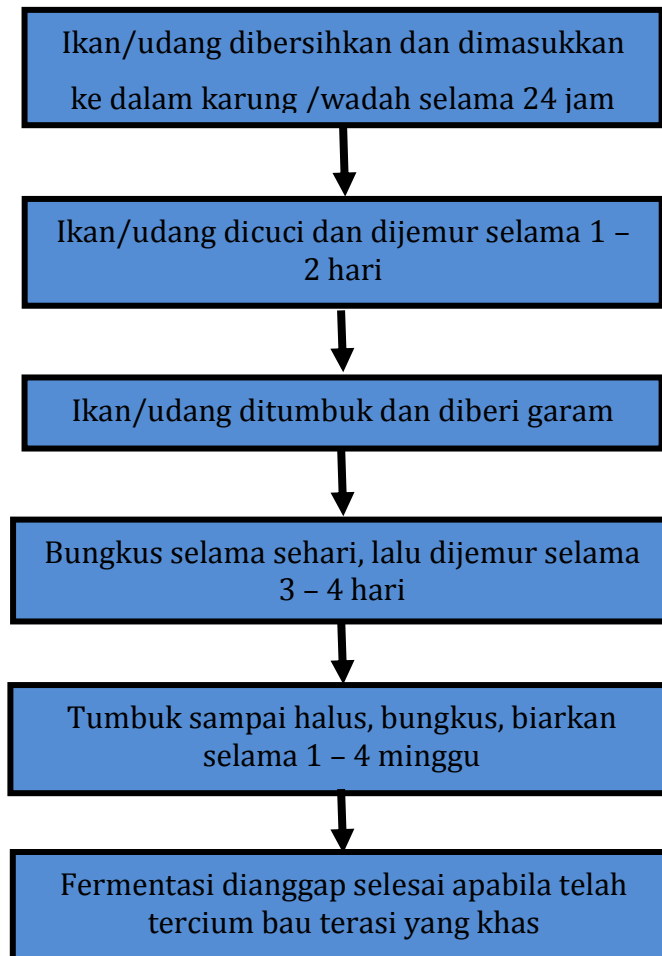 Ikan/udang dibersihkan dan dimasukkan
ke dalam karung /wadah selama 24 jam
Ikan/udang dicuci dan dijemur selama 1 –
2 hari
Ikan/udang ditumbuk dan diberi garam
Bungkus selama sehari, lalu dijemur selama
3 – 4 hari
Tumbuk sampai halus, bungkus, biarkan
selama 1 – 4 minggu
Fermentasi dianggap selesai apabila telah
tercium bau terasi yang khas